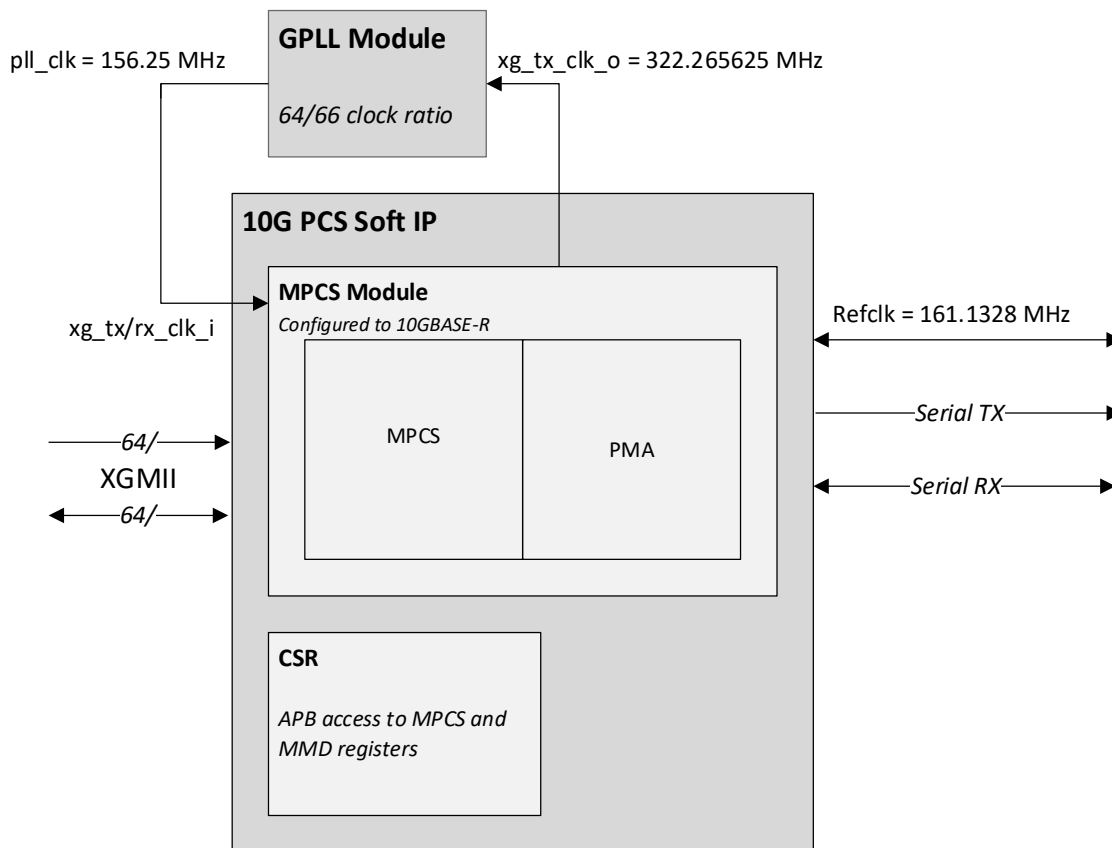 GPLL Module
pll_clk = 156.25 MHz
xg_tx_clk_o = 322.265625 MHz
64/66 clock ratio
10G PCS Soft IP
MPCS Module
Configured to 10GBASE-R
xg_tx/rx_clk_i
Refclk = 161.1328 MHz
MPCS
PMA
Serial TX
64/
XGMII
64/
Serial RX
CSR
APB access to MPCS and
MMD registers